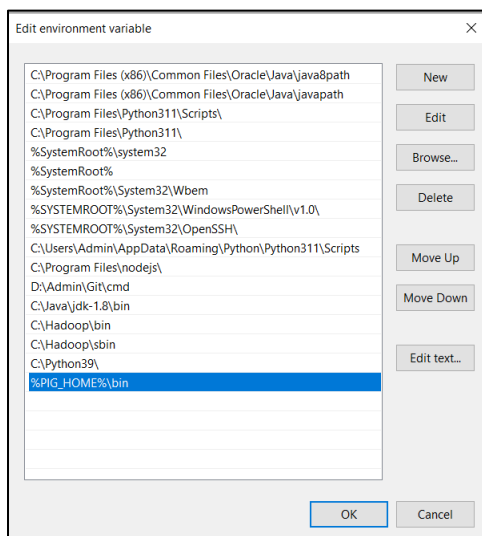 Edit environment variable
C:\Program Files (x86)\Common Files\Oracle\Java\java8path
C:\Program Files (x86)\Common Files\Oracle\Java\javapath
C:\Program Files\Python311\Scripts\
C:\Program Files\Python311\
%SystemRoot%\system32
%SystemRoot%
%SystemRoot%\System32\Wbem
%SYSTEMROOT%\System32\WindowsPowerShell\v1.0\
%SYSTEMROOT%\System32\OpenSSH\
C:\Users\Admin\AppData\Roaming\Python\Python311\Scripts
C:\Program Files\nodejs\
D:\Admin\Git\cmd
C:\Java\jdk-1.8\bin
C:\Hadoop\bin
C:\Hadoop\sbin
C:\Python39\
%PIG_HOME%\bin
New
Edit
Browse...
Delete
Move Up
Move Down
Edit text...
OK
Cancel